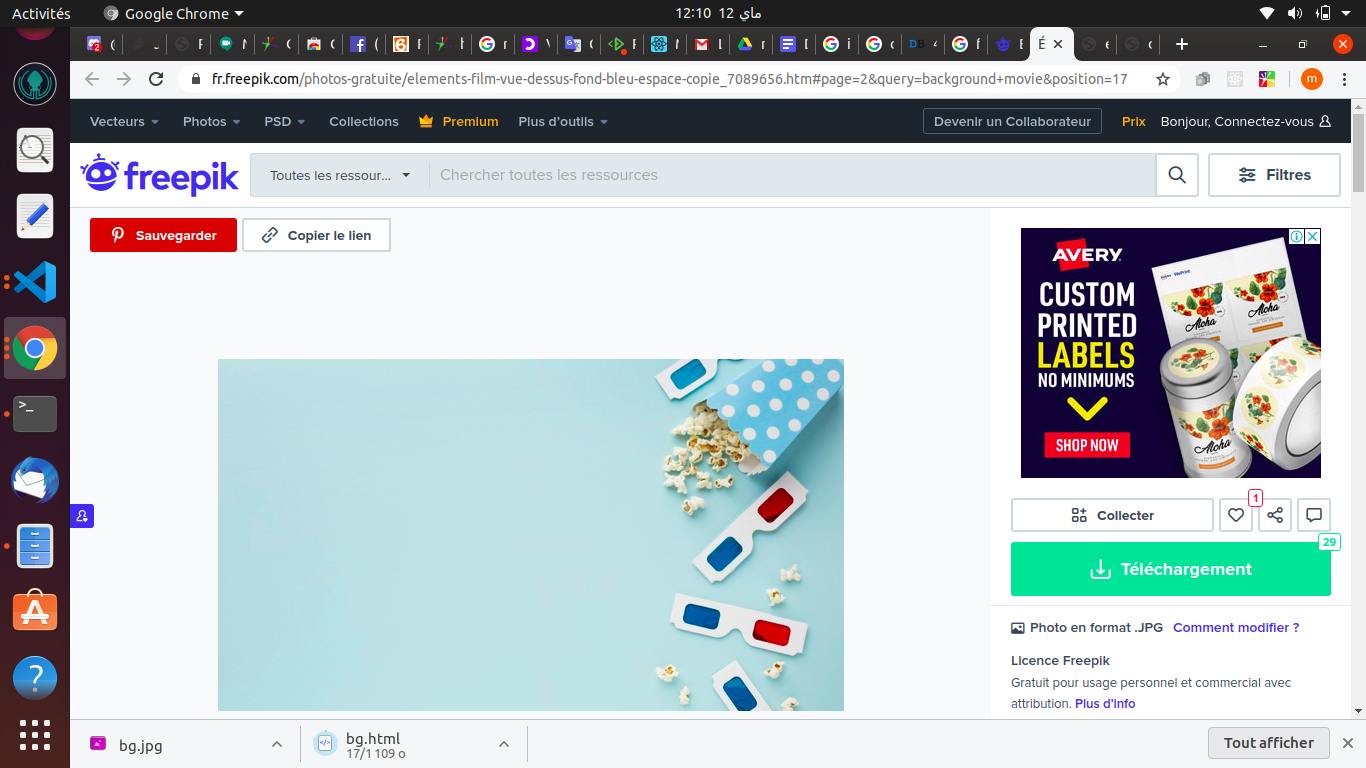 Activités
Google Chrome
12:10 12 ماي
fr.freepik.com/photos-gratuite/elements-film-vue-dessus-fond-bleu-espace-copie_7089656.htm#page=2&query=background+movie&position=17
m
Vecteurs
Photos
PSD
Collections
Premium
Plus d'outils
Devenir un Collaborateur
Prix
Bonjour, Connectez-vous
freepik
Toutes les ressour...
Chercher toutes les ressources
Filtres
Sauvegarder
Copier le lien
AVERY
CUSTOM
PRINTED
LABELS
NO MINIMUMS
SHOP NOW
Aloha
Aloha
Aloha
Aloha
Collecter
1
29
Téléchargement
Photo en format .JPG Comment modifier ?
Licence Freepik
Gratuit pour usage personnel et commercial avec
attribution. Plus d'info
bg.jpg
bg.html
17/1 109 o
Tout afficher